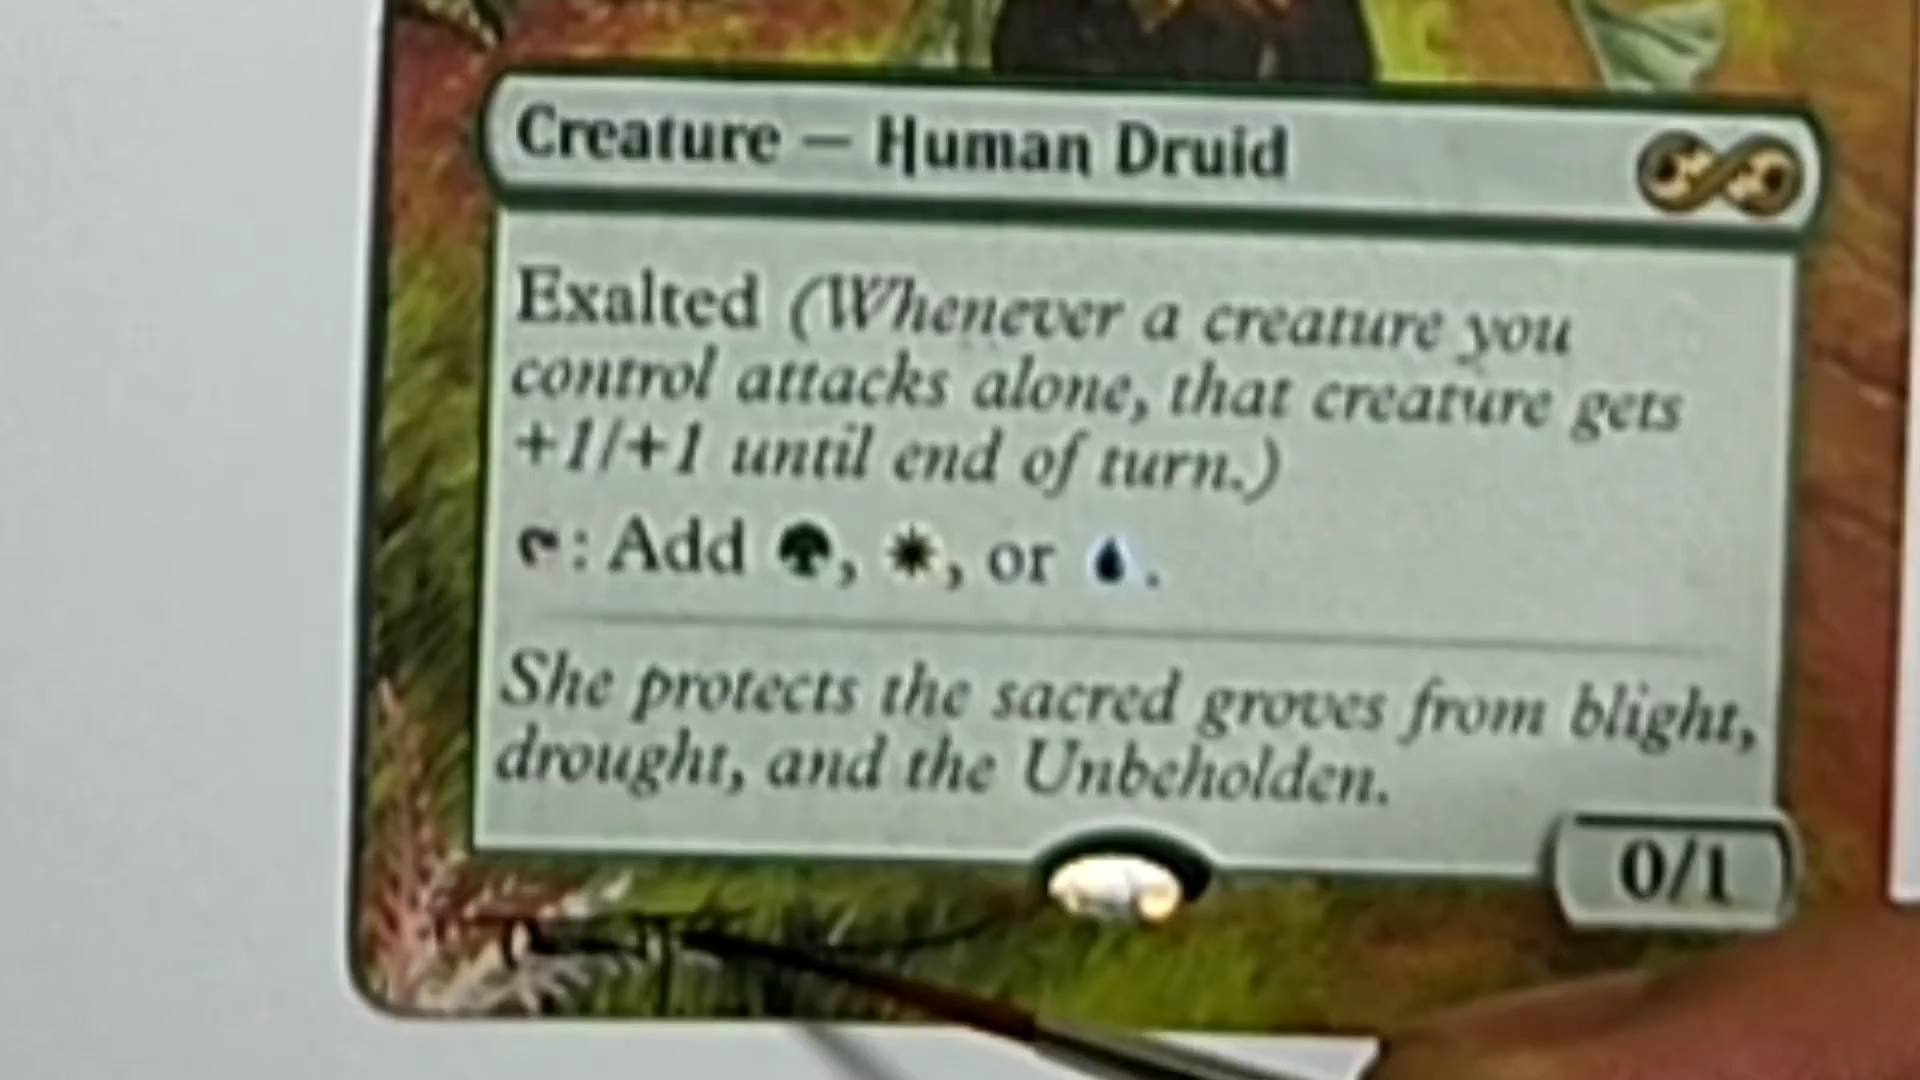 Creature — Human Druid
Exalted (Whenever a creature you
control attacks alone, that creature gets
+1/+1 until end of turn.)
: Add , , or .
She protects the sacred groves from blight,
drought, and the Unbeholden.
0/1